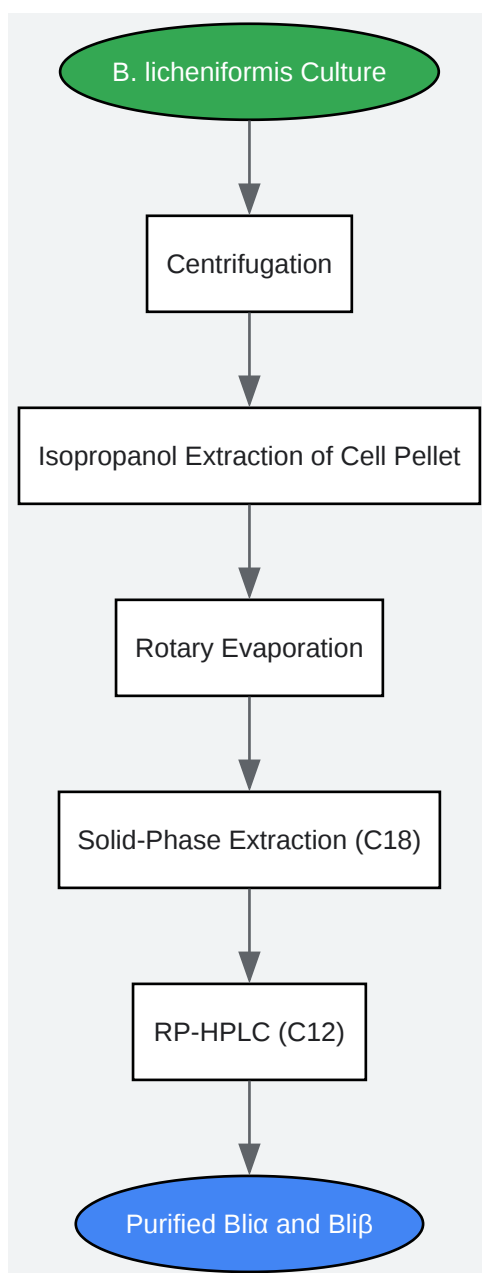 B. licheniformis Culture
Centrifugation
Isopropanol Extraction of Cell Pellet
Rotary Evaporation
Solid-Phase Extraction (C18)
RP-HPLC (C12)
Purified Bliα and Bliβ